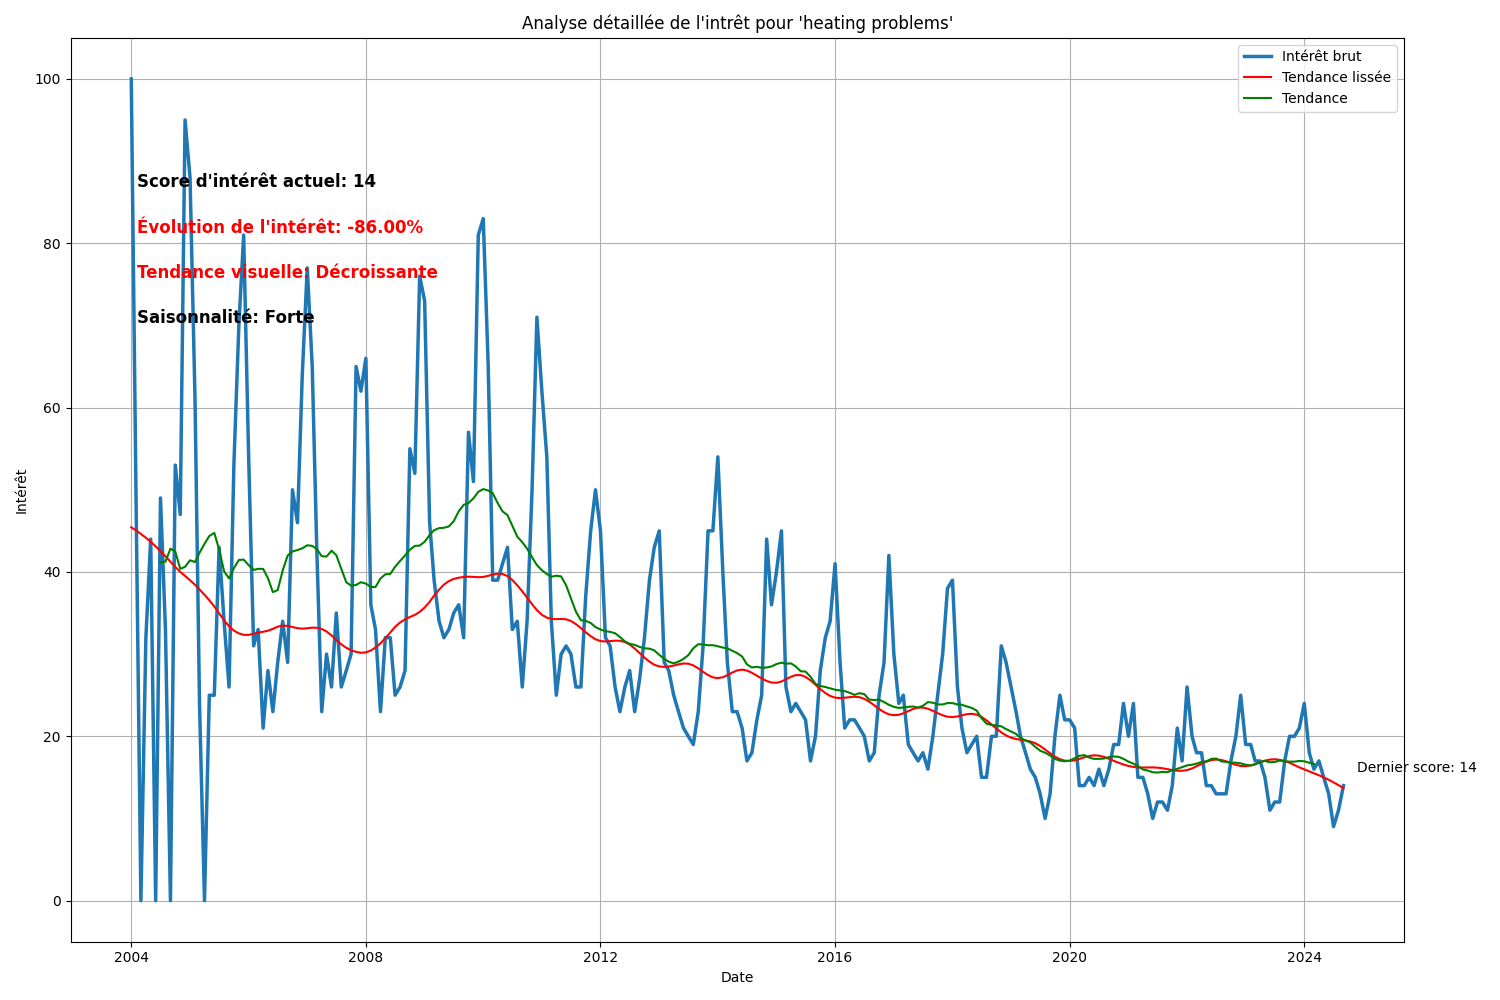 Analyse détaillée de l'intrêt pour 'heating problems'
Intérêt brut
Tendance lissée
Tendance
100
80
60
40
20
0
Intérêt
Score d'intérêt actuel: 14
Évolution de l'intérêt: -86.00%
Tendance visuelle: Décroissante
Saisonnalité: Forte
Dernier score: 14
2004
2008
2012
2016
2020
2024
Date